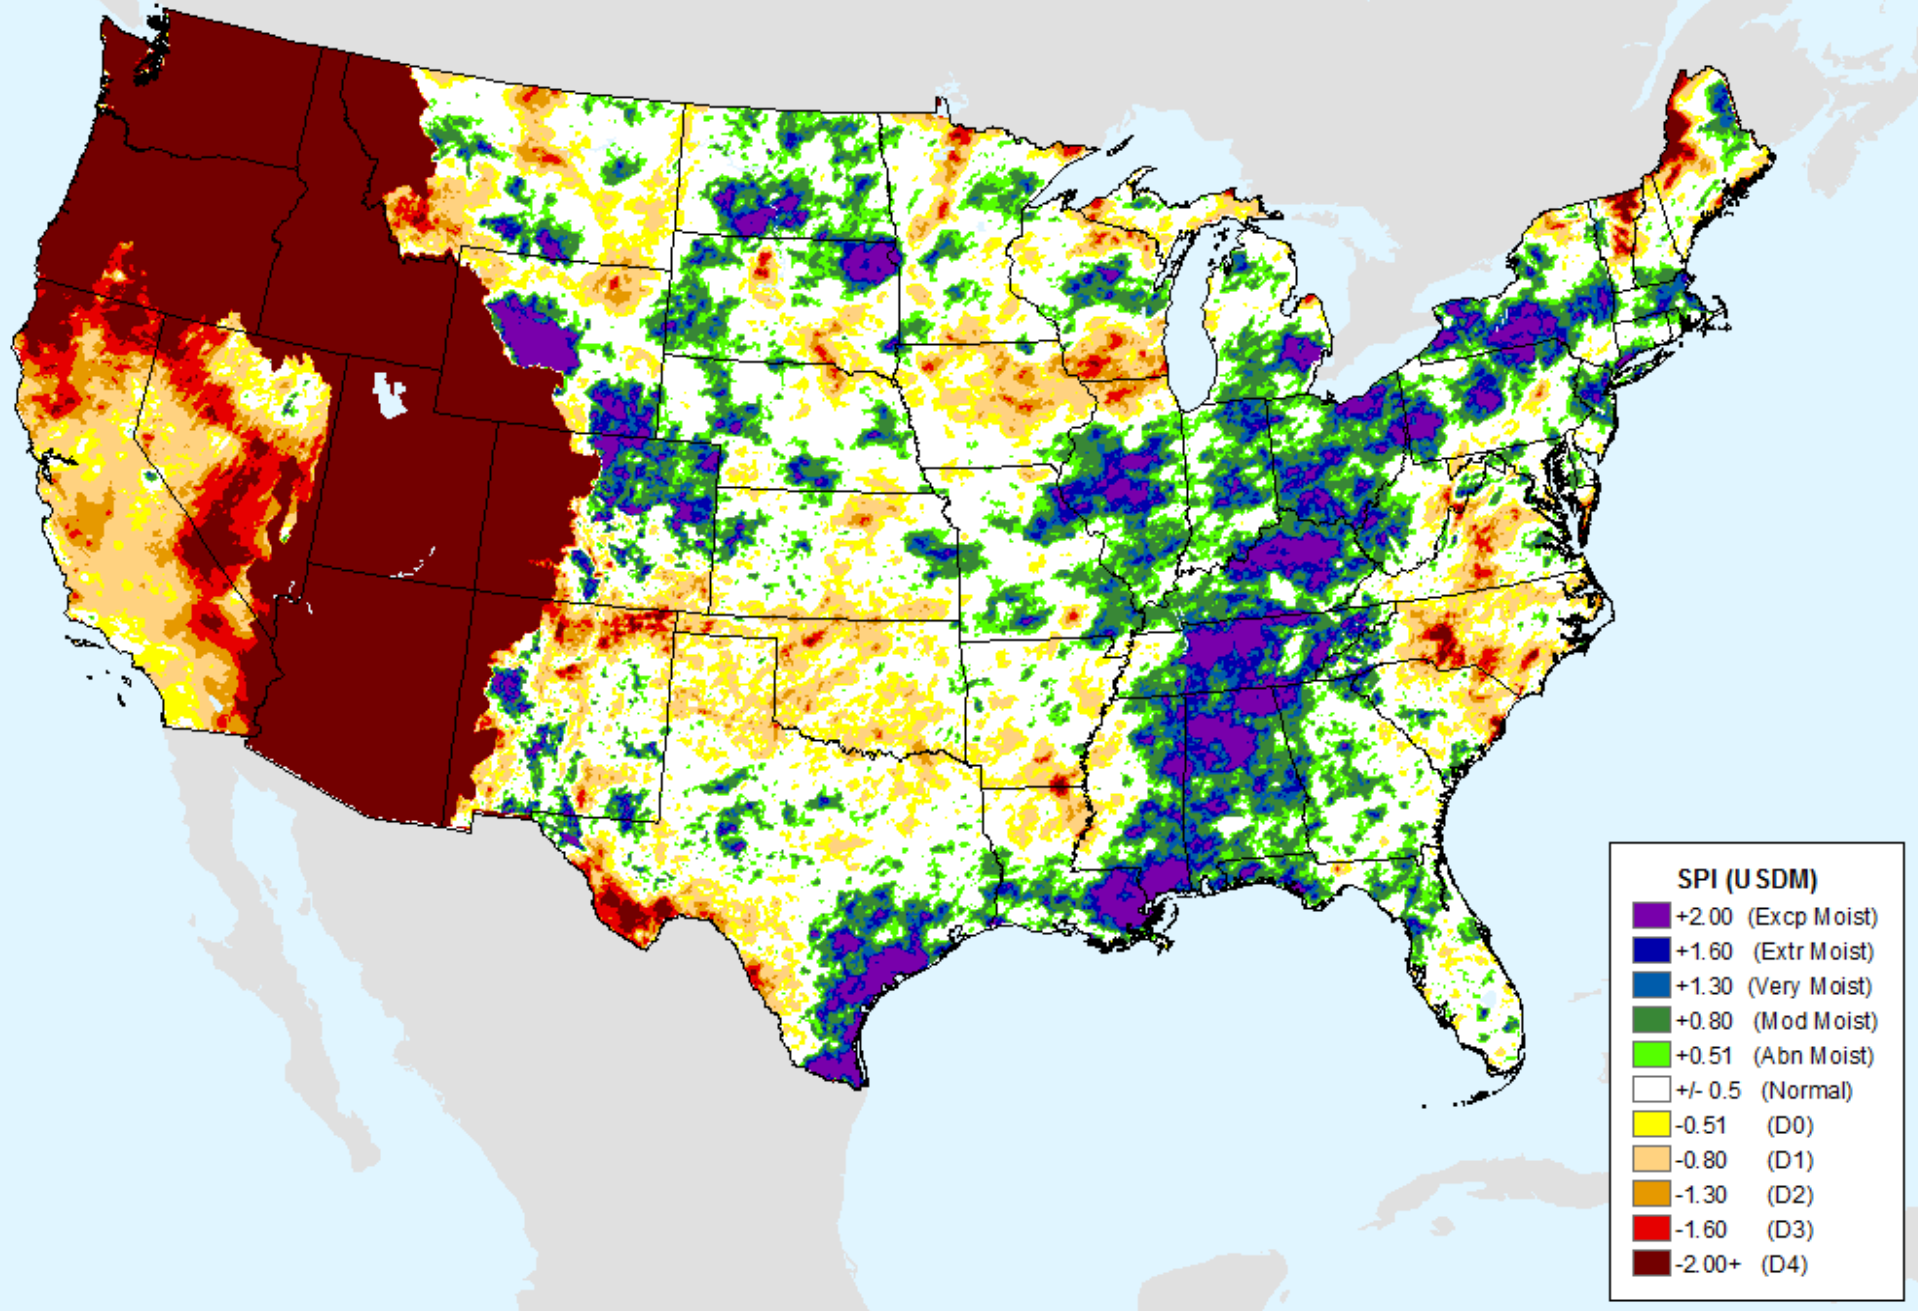 SPI (USDM)
+2.00 (Excp Moist)
+1.60 (Extr Moist)
+1.30 (Very Moist)
+0.80 (Mod Moist)
+0.51 (Abn Moist)
+/- 0.5 (Normal)
-0.51 (D0)
-0.80 (D1)
-1.30 (D2)
-1.60 (D3)
-2.00+ (D4)